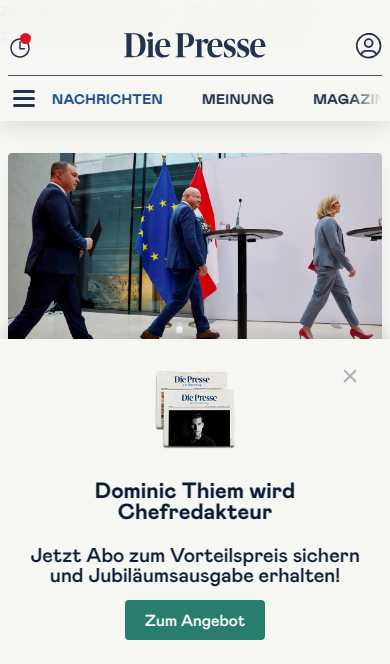 Die Presse
NACHRICHTEN
MEINUNG
MAGAZIN
Die Presse
Die Presse
Dominic Thiem wird
Chefredakteur
Jetzt Abo zum Vorteilspreis sichern
und Jubiläumsausgabe erhalten!
Zum Angebot